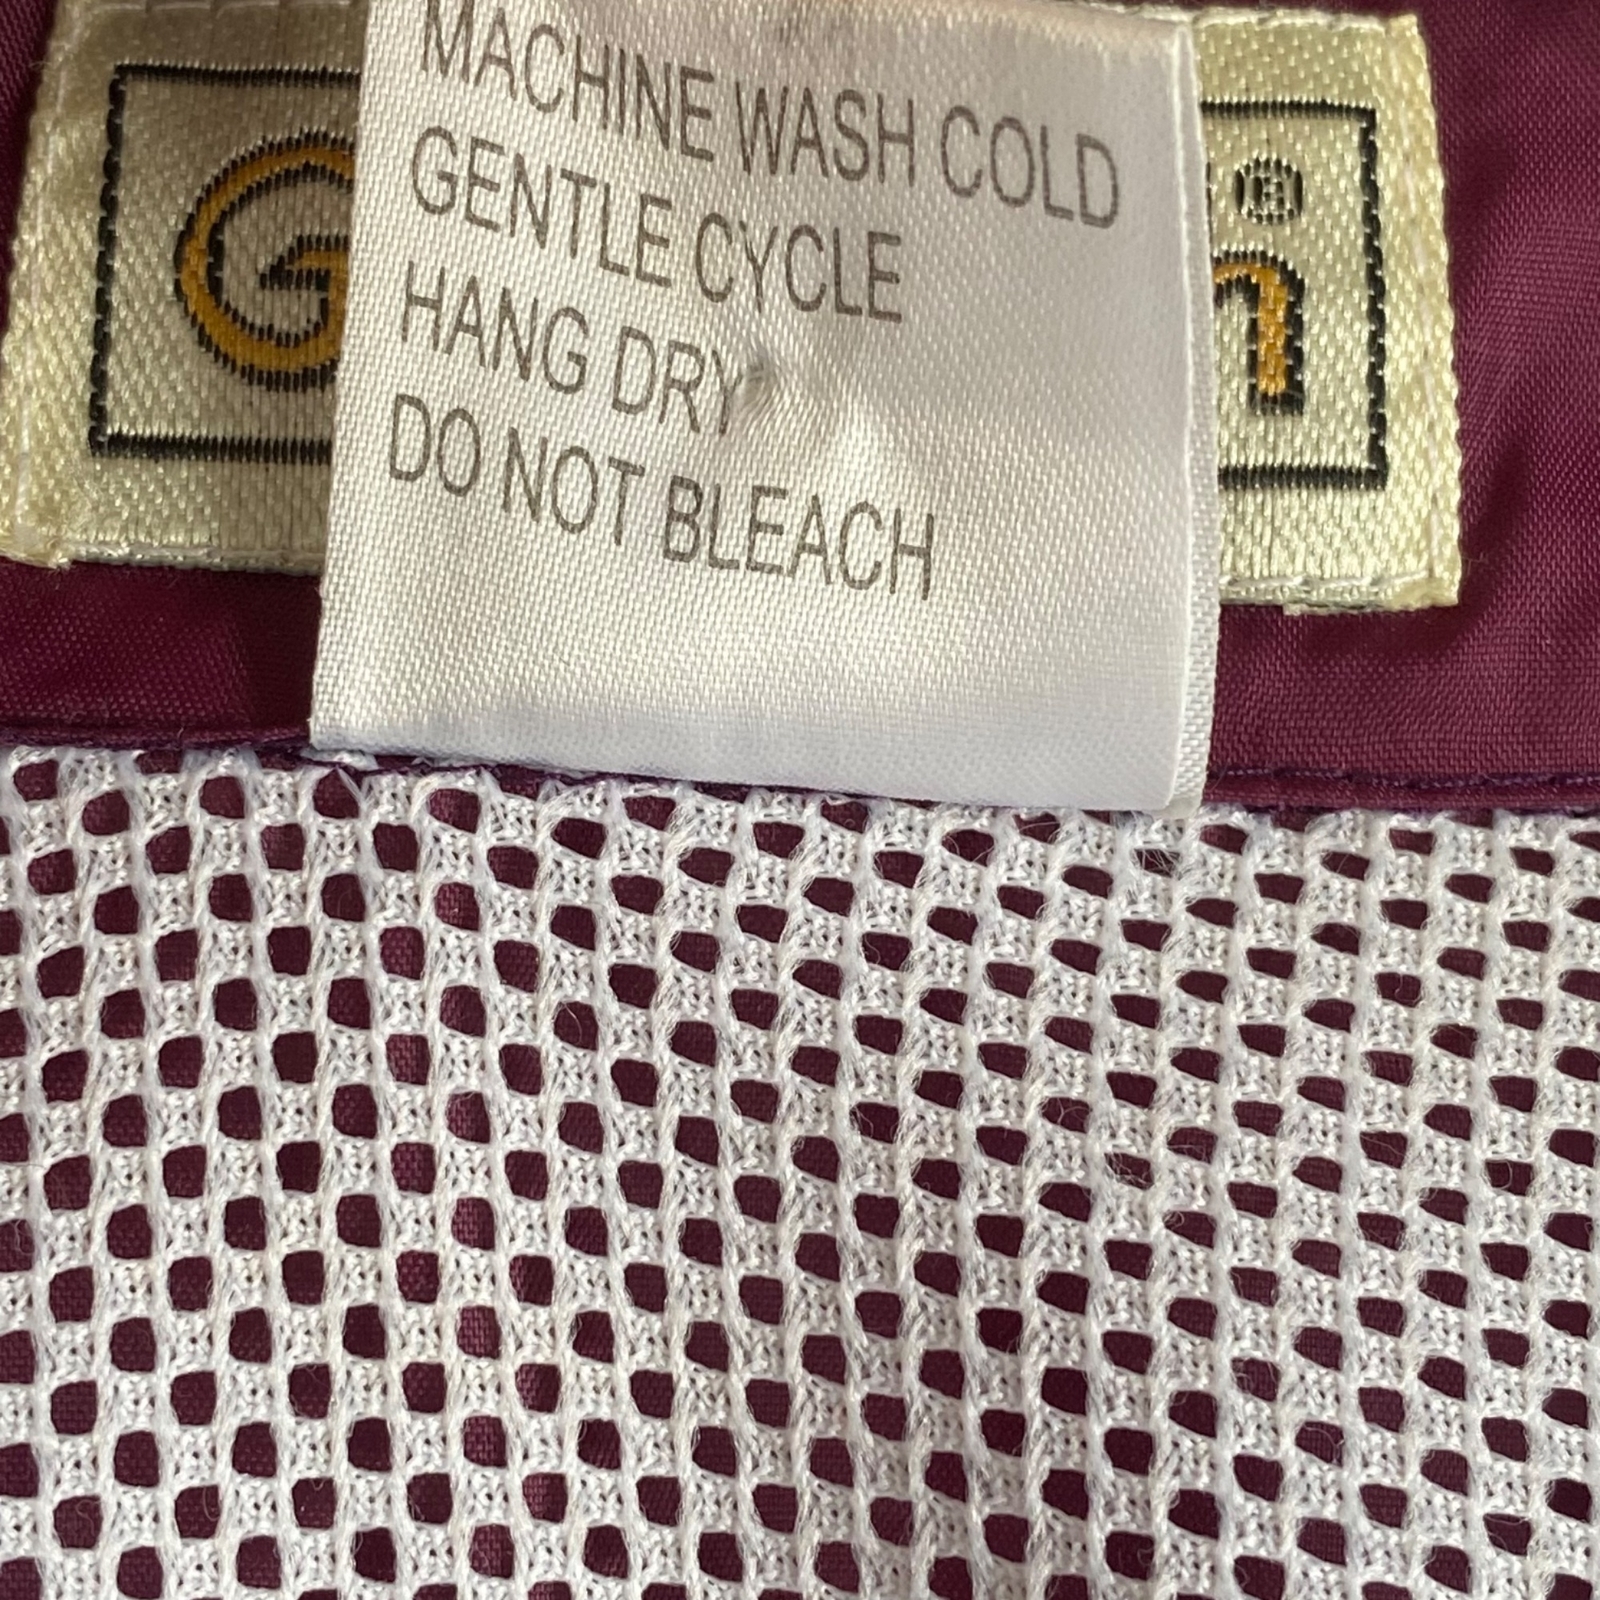 MACHINE WASH COLD
GENTLE CYCLE
HANG DRY
DO NOT BLEACH
G n ®